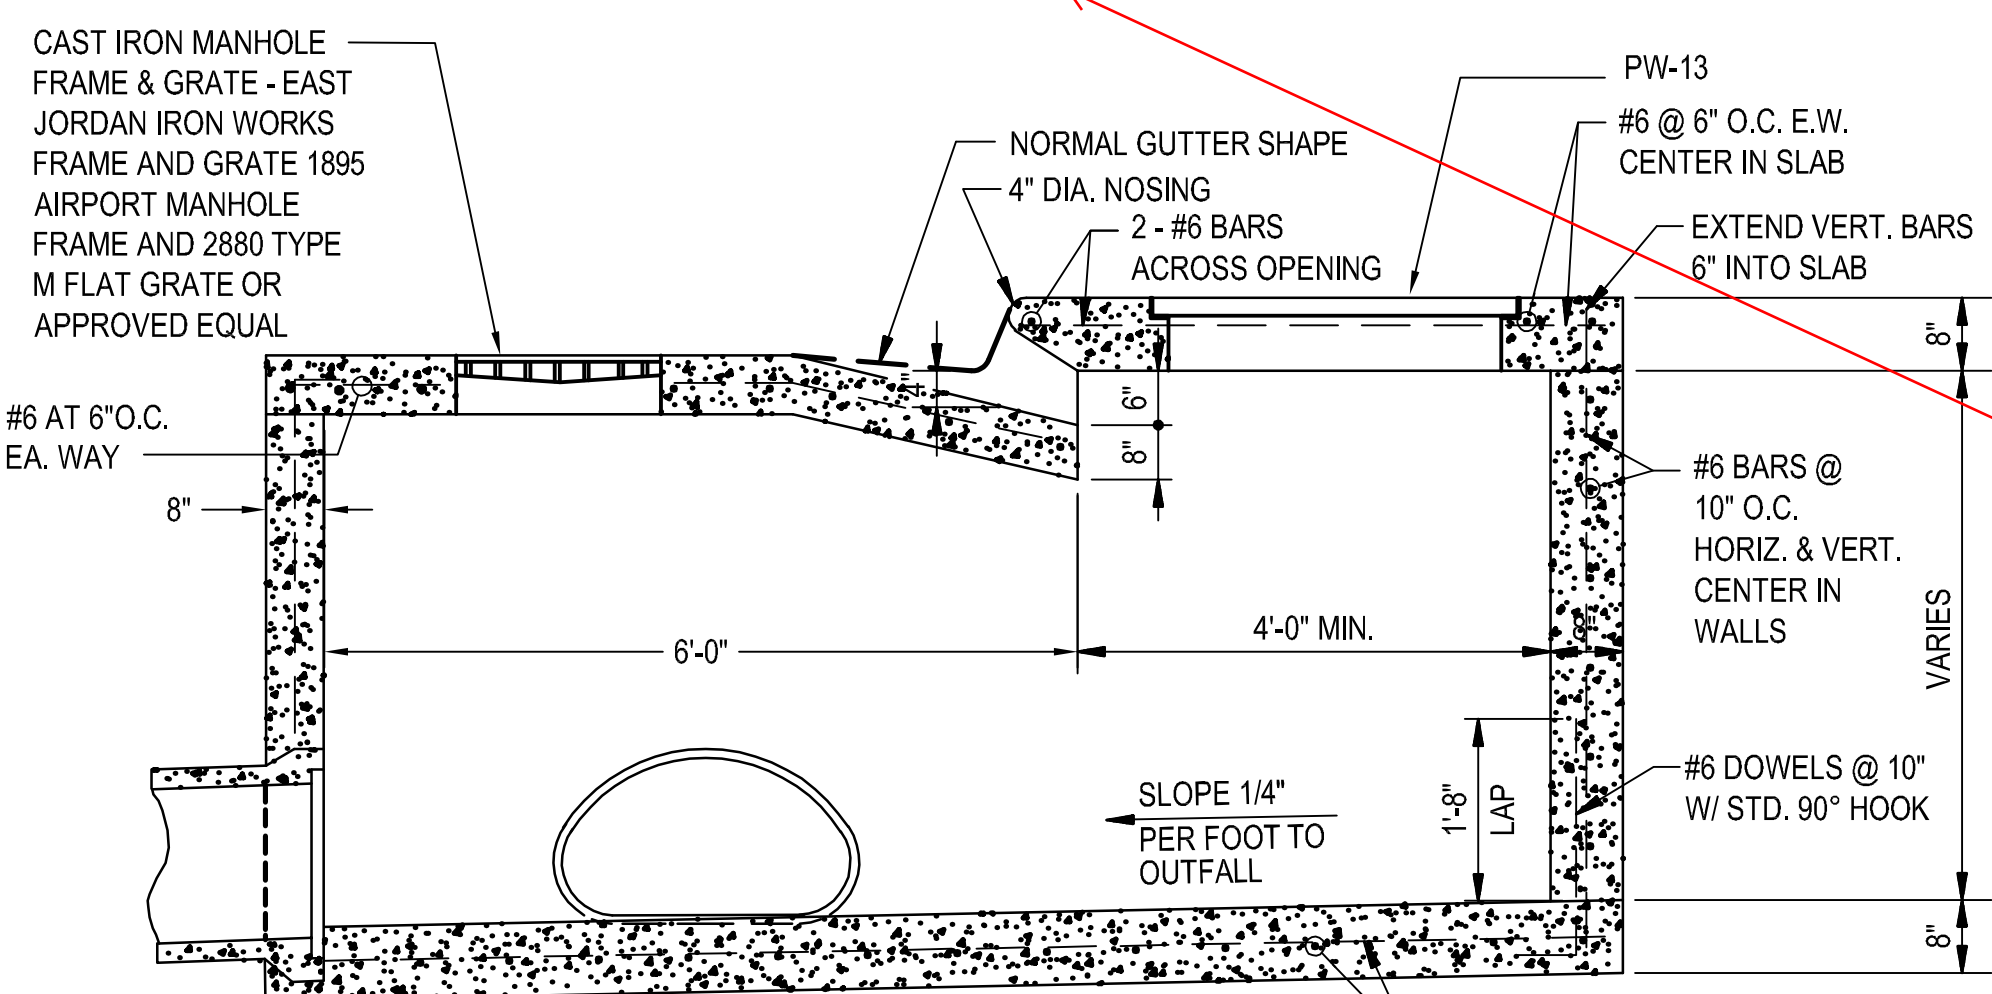 CAST IRON MANHOLE
FRAME & GRATE - EAST
JORDAN IRON WORKS
FRAME AND GRATE 1895
AIRPORT MANHOLE
FRAME AND 2880 TYPE
M FLAT GRATE OR
APPROVED EQUAL
#6 AT 6"O.C.
EA. WAY
8"
NORMAL GUTTER SHAPE
4" DIA. NOSING
2 - #6 BARS
ACROSS OPENING
PW-13
#6 @ 6" O.C. E.W.
CENTER IN SLAB
EXTEND VERT. BARS
6" INTO SLAB
8"
4"
6"
8"
#6 BARS @
10" O.C.
HORIZ. & VERT.
CENTER IN
WALLS
6'-0"
4'-0" MIN.
8"
VARIES
SLOPE 1/4"
PER FOOT TO
OUTFALL
1'-8"
LAP
#6 DOWELS @ 10"
W/ STD. 90° HOOK
8"